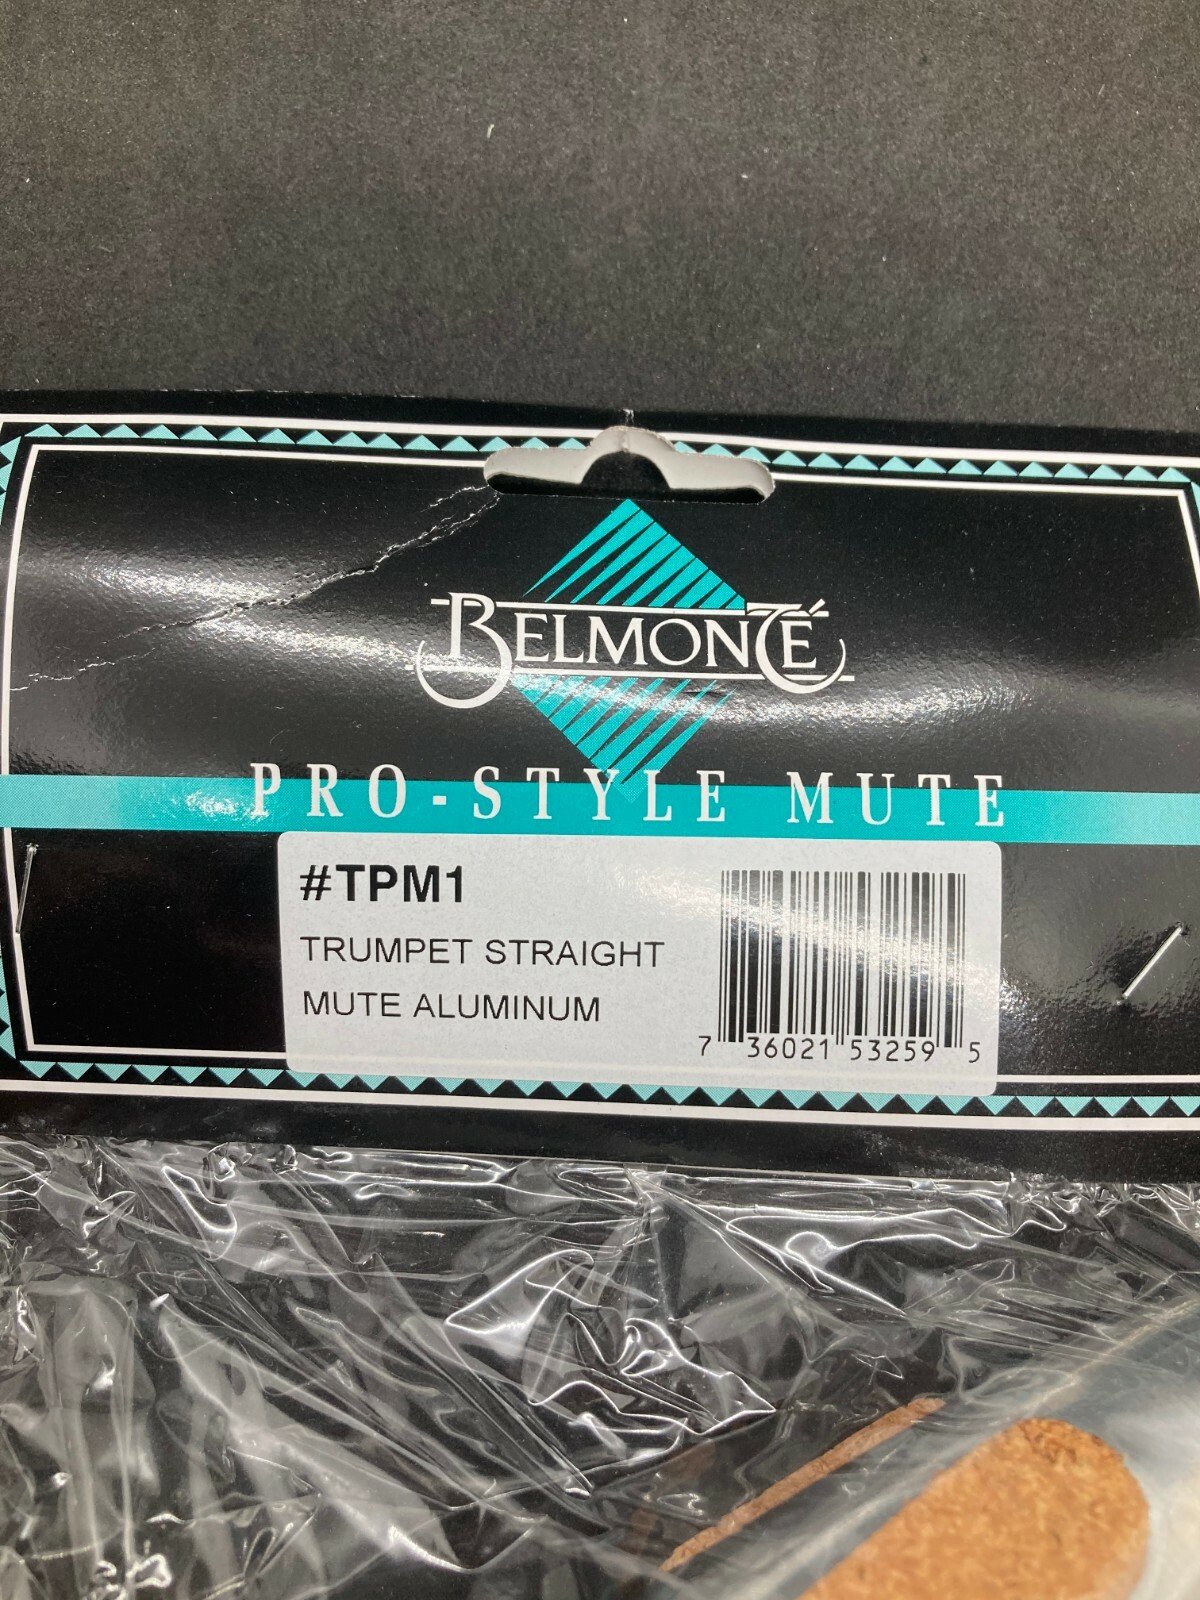 BELMONTÉ
PRO-STYLE MUTE
#TPM1
TRUMPET STRAIGHT
MUTE ALUMINUM
7 36021 53259 5